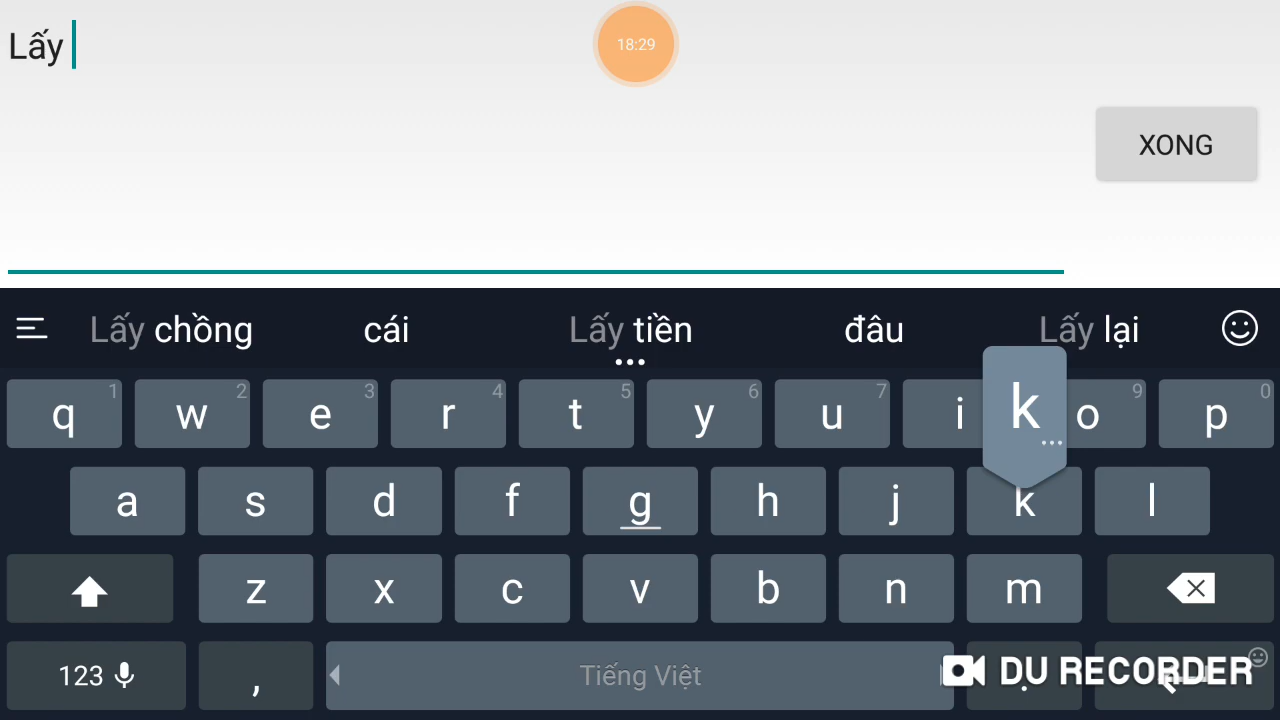 Lấy
18:29
XONG
Lấy chồng cái Lấy tiền đâu Lấy lại
q 1 w 2 e 3 r 4 t 5 y 6 u 7 i k o 9 p 0
a s d f g h j k l
z x c v b n m
123 , Tiếng Việt .
DU RECORDER